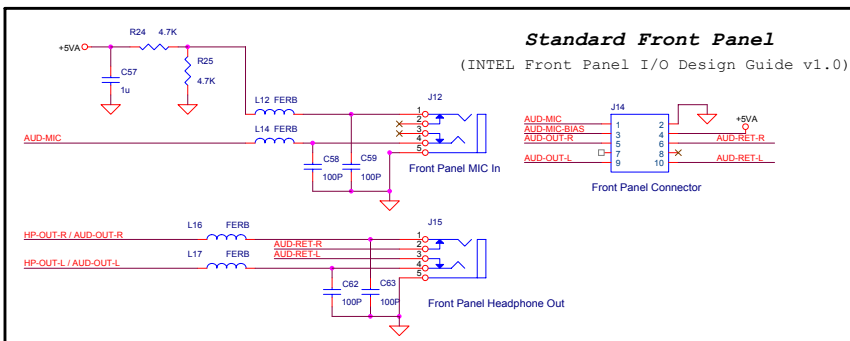 Standard Front Panel
(INTEL Front Panel I/O Design Guide v1.0)
R24 4.7K
+5VA
R25
4.7K
C57
1u
L12 FERB
J12
1
2
3
4
5
L14 FERB
AUD-MIC
C58
100P
C59
100P
Front Panel MIC In
J14
+5VA
AUD-MIC
AUD-MIC-BIAS
AUD-OUT-R
AUD-OUT-L
1
3
5
7
9
2
4
6
8
10
AUD-RET-R
AUD-RET-L
Front Panel Connector
L16 FERB
J15
HP-OUT-R / AUD-OUT-R
AUD-RET-R
AUD-RET-L
L17 FERB
HP-OUT-L / AUD-OUT-L
1
2
3
4
5
C62
100P
C63
100P
Front Panel Headphone Out